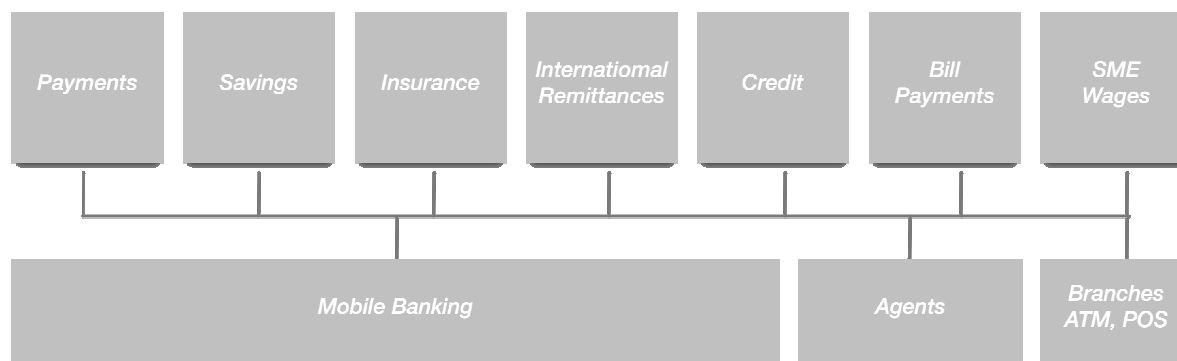 Payments
Savings
Insurance
Internatiomal
Remittances
Credit
Bill
Payments
SME
Wages
Mobile Banking
Agents
Branches
ATM, POS